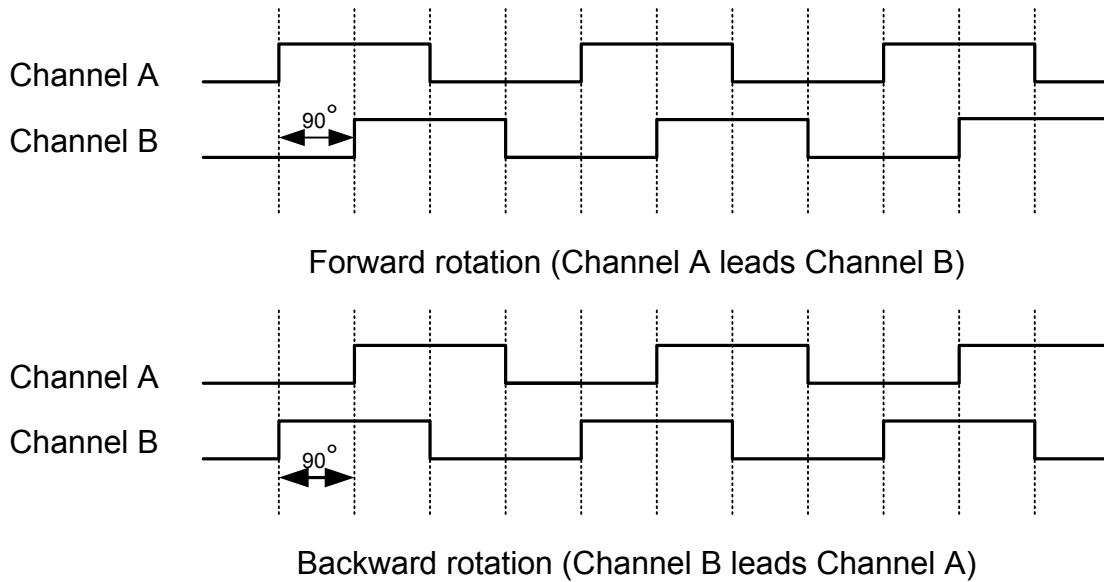 Channel A
90°
Channel B
Forward rotation (Channel A leads Channel B)
Channel A
Channel B
90°
Backward rotation (Channel B leads Channel A)